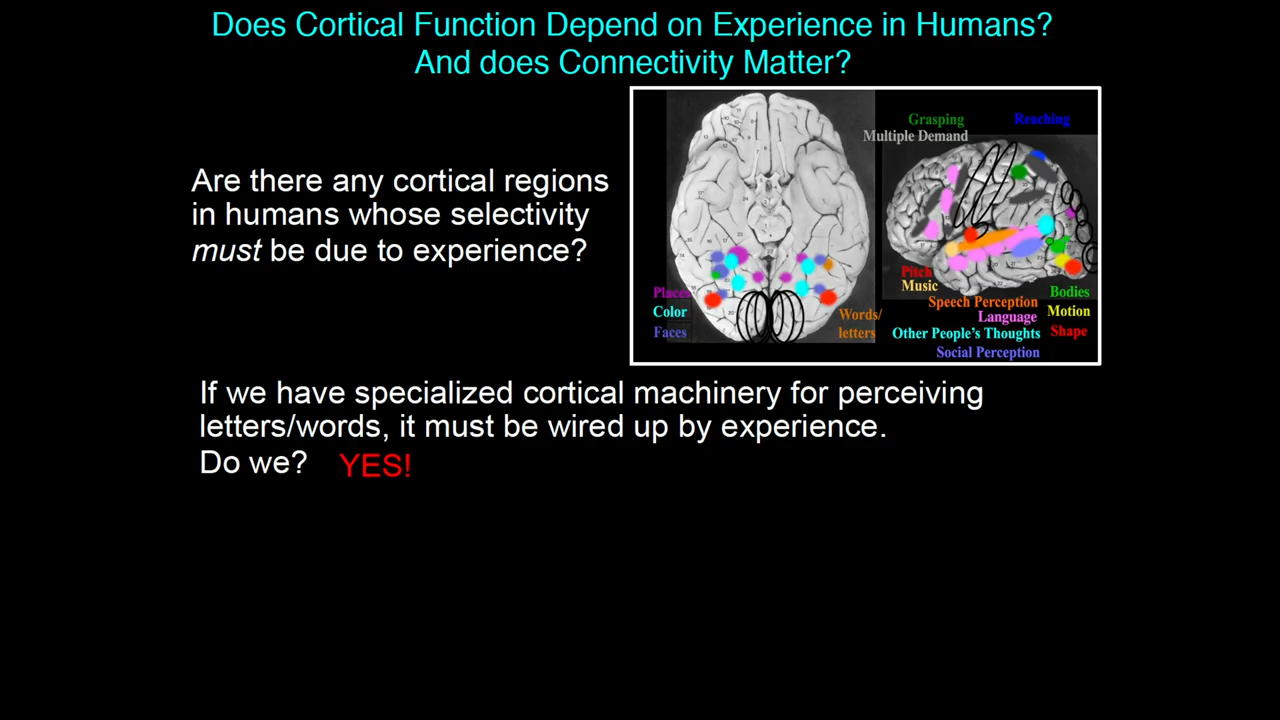 Does Cortical Function Depend on Experience in Humans?
And does Connectivity Matter?
Are there any cortical regions
in humans whose selectivity
must be due to experience?
Grasping
Reaching
Multiple Demand
Places
Color
Faces
Words/
letters
Pitch
Music
Speech Perception
Language
Other People's Thoughts
Social Perception
Bodies
Motion
Shape
If we have specialized cortical machinery for perceiving
letters/words, it must be wired up by experience.
Do we? YES!